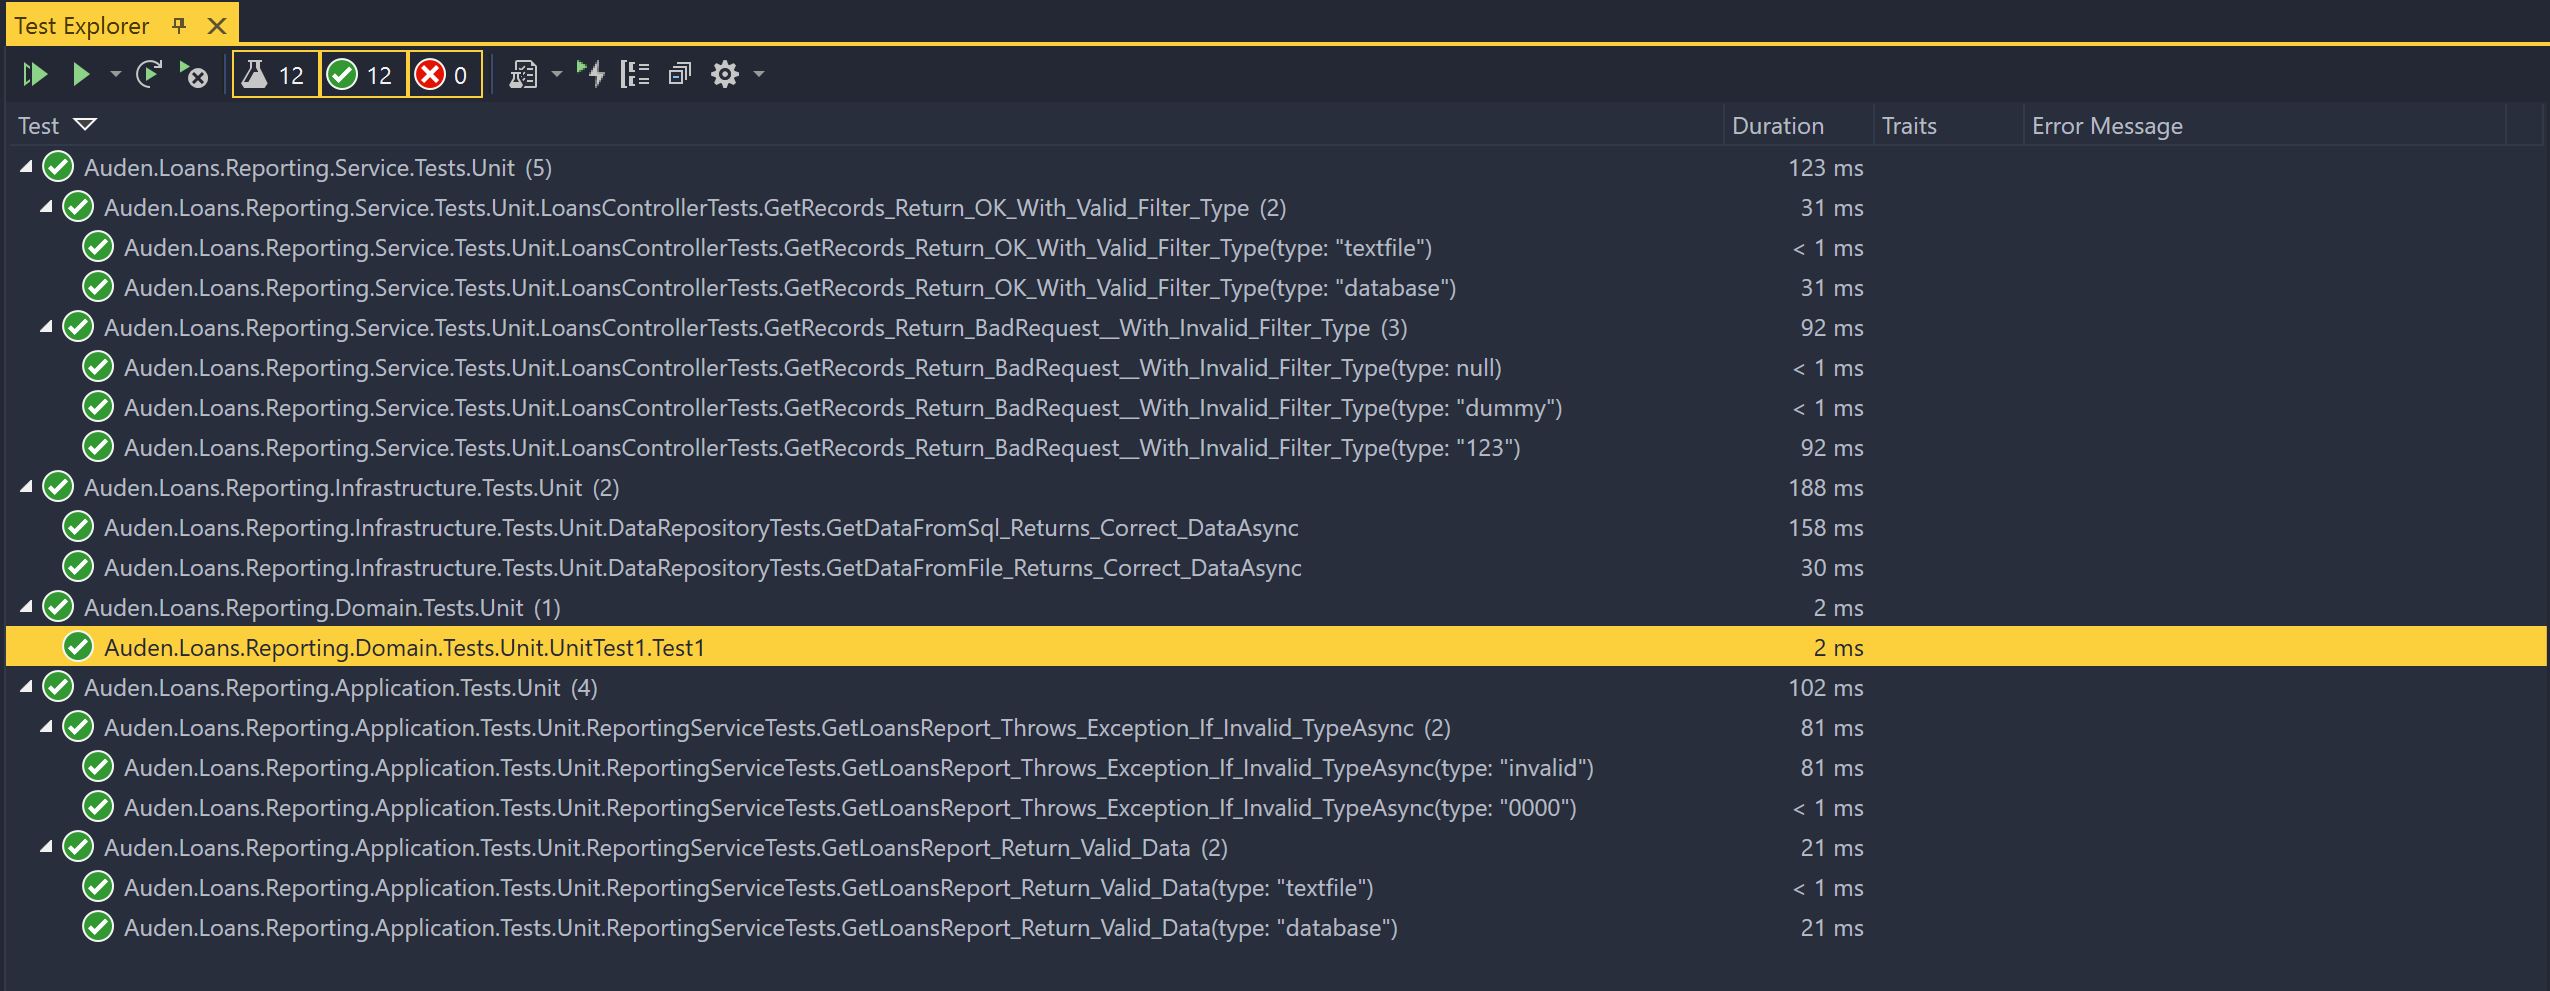 Test Explorer
12 12 0
Test Duration Traits Error Message
Auden.Loans.Reporting.Service.Tests.Unit (5) 123 ms
Auden.Loans.Reporting.Service.Tests.Unit.LoansControllerTests.GetRecords_Return_OK_With_Valid_Filter_Type (2) 31 ms
Auden.Loans.Reporting.Service.Tests.Unit.LoansControllerTests.GetRecords_Return_OK_With_Valid_Filter_Type(type: "textfile") < 1 ms
Auden.Loans.Reporting.Service.Tests.Unit.LoansControllerTests.GetRecords_Return_OK_With_Valid_Filter_Type(type: "database") 31 ms
Auden.Loans.Reporting.Service.Tests.Unit.LoansControllerTests.GetRecords_Return_BadRequest__With_Invalid_Filter_Type (3) 92 ms
Auden.Loans.Reporting.Service.Tests.Unit.LoansControllerTests.GetRecords_Return_BadRequest__With_Invalid_Filter_Type(type: null) < 1 ms
Auden.Loans.Reporting.Service.Tests.Unit.LoansControllerTests.GetRecords_Return_BadRequest__With_Invalid_Filter_Type(type: "dummy") < 1 ms
Auden.Loans.Reporting.Service.Tests.Unit.LoansControllerTests.GetRecords_Return_BadRequest__With_Invalid_Filter_Type(type: "123") 92 ms
Auden.Loans.Reporting.Infrastructure.Tests.Unit (2) 188 ms
Auden.Loans.Reporting.Infrastructure.Tests.Unit.DataRepositoryTests.GetDataFromSql_Returns_Correct_DataAsync 158 ms
Auden.Loans.Reporting.Infrastructure.Tests.Unit.DataRepositoryTests.GetDataFromFile_Returns_Correct_DataAsync 30 ms
Auden.Loans.Reporting.Domain.Tests.Unit (1) 2 ms
Auden.Loans.Reporting.Domain.Tests.Unit.UnitTest1.Test1 2 ms
Auden.Loans.Reporting.Application.Tests.Unit (4) 102 ms
Auden.Loans.Reporting.Application.Tests.Unit.ReportingServiceTests.GetLoansReport_Throws_Exception_If_Invalid_TypeAsync (2) 81 ms
Auden.Loans.Reporting.Application.Tests.Unit.ReportingServiceTests.GetLoansReport_Throws_Exception_If_Invalid_TypeAsync(type: "invalid") 81 ms
Auden.Loans.Reporting.Application.Tests.Unit.ReportingServiceTests.GetLoansReport_Throws_Exception_If_Invalid_TypeAsync(type: "0000") < 1 ms
Auden.Loans.Reporting.Application.Tests.Unit.ReportingServiceTests.GetLoansReport_Return_Valid_Data (2) 21 ms
Auden.Loans.Reporting.Application.Tests.Unit.ReportingServiceTests.GetLoansReport_Return_Valid_Data(type: "textfile") < 1 ms
Auden.Loans.Reporting.Application.Tests.Unit.ReportingServiceTests.GetLoansReport_Return_Valid_Data(type: "database") 21 ms